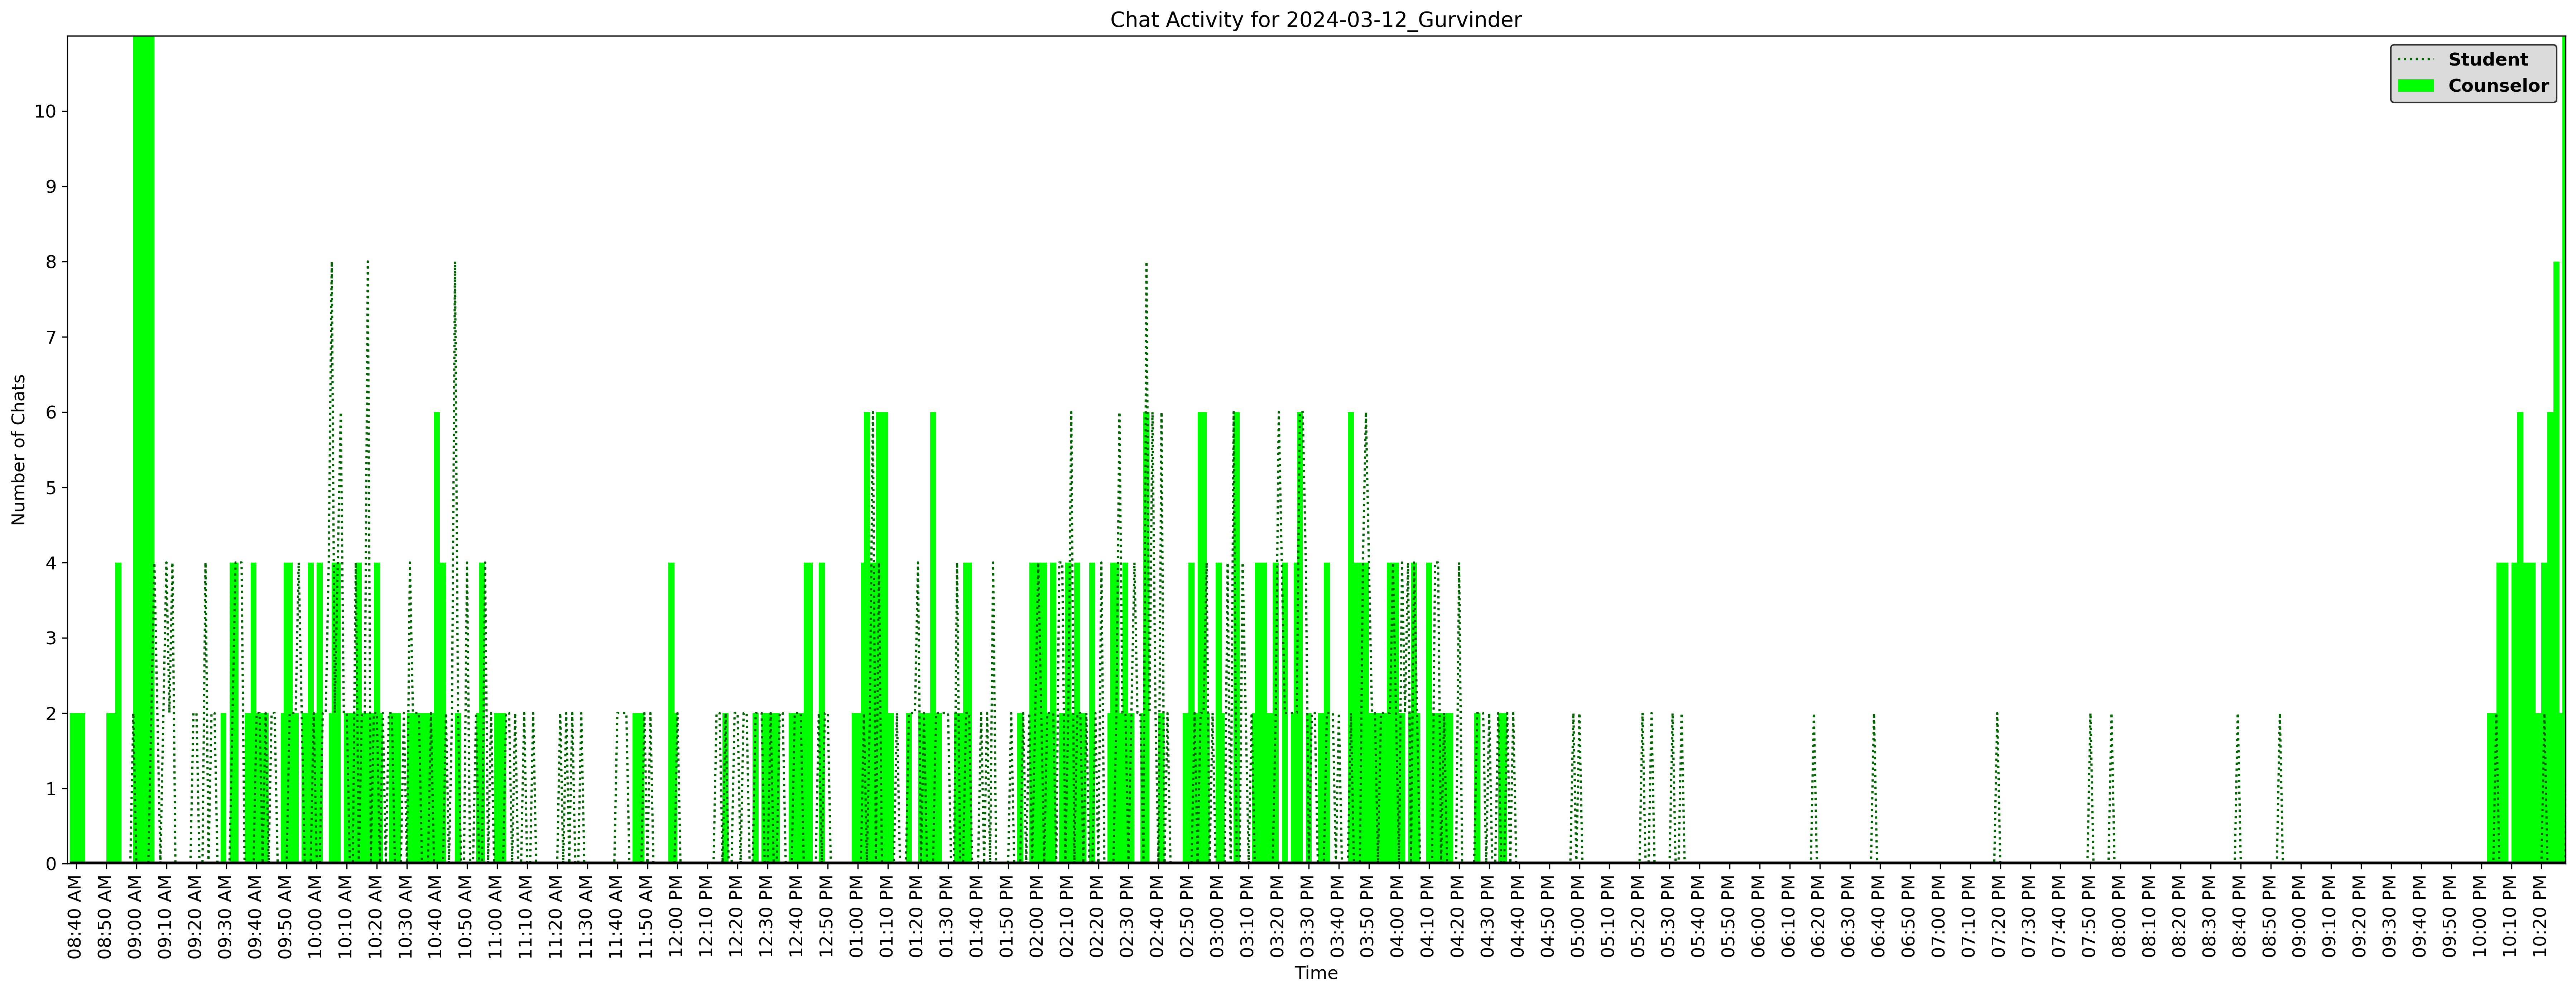 Chat Activity for 2024-03-12_Gurvinder
Student
Counselor
Number of Chats
10
9
8
7
6
5
4
3
2
1
0
08:40 AM
08:50 AM
09:00 AM
09:10 AM
09:20 AM
09:30 AM
09:40 AM
09:50 AM
10:00 AM
10:10 AM
10:20 AM
10:30 AM
10:40 AM
10:50 AM
11:00 AM
11:10 AM
11:20 AM
11:30 AM
11:40 AM
11:50 AM
12:00 PM
12:10 PM
12:20 PM
12:30 PM
12:40 PM
12:50 PM
01:00 PM
01:10 PM
01:20 PM
01:30 PM
01:40 PM
01:50 PM
02:00 PM
02:10 PM
02:20 PM
02:30 PM
02:40 PM
02:50 PM
03:00 PM
03:10 PM
03:20 PM
03:30 PM
03:40 PM
03:50 PM
04:00 PM
04:10 PM
04:20 PM
04:30 PM
04:40 PM
04:50 PM
05:00 PM
05:10 PM
05:20 PM
05:30 PM
05:40 PM
05:50 PM
06:00 PM
06:10 PM
06:20 PM
06:30 PM
06:40 PM
06:50 PM
07:00 PM
07:10 PM
07:20 PM
07:30 PM
07:40 PM
07:50 PM
08:00 PM
08:10 PM
08:20 PM
08:30 PM
08:40 PM
08:50 PM
09:00 PM
09:10 PM
09:20 PM
09:30 PM
09:40 PM
09:50 PM
10:00 PM
10:10 PM
10:20 PM
Time